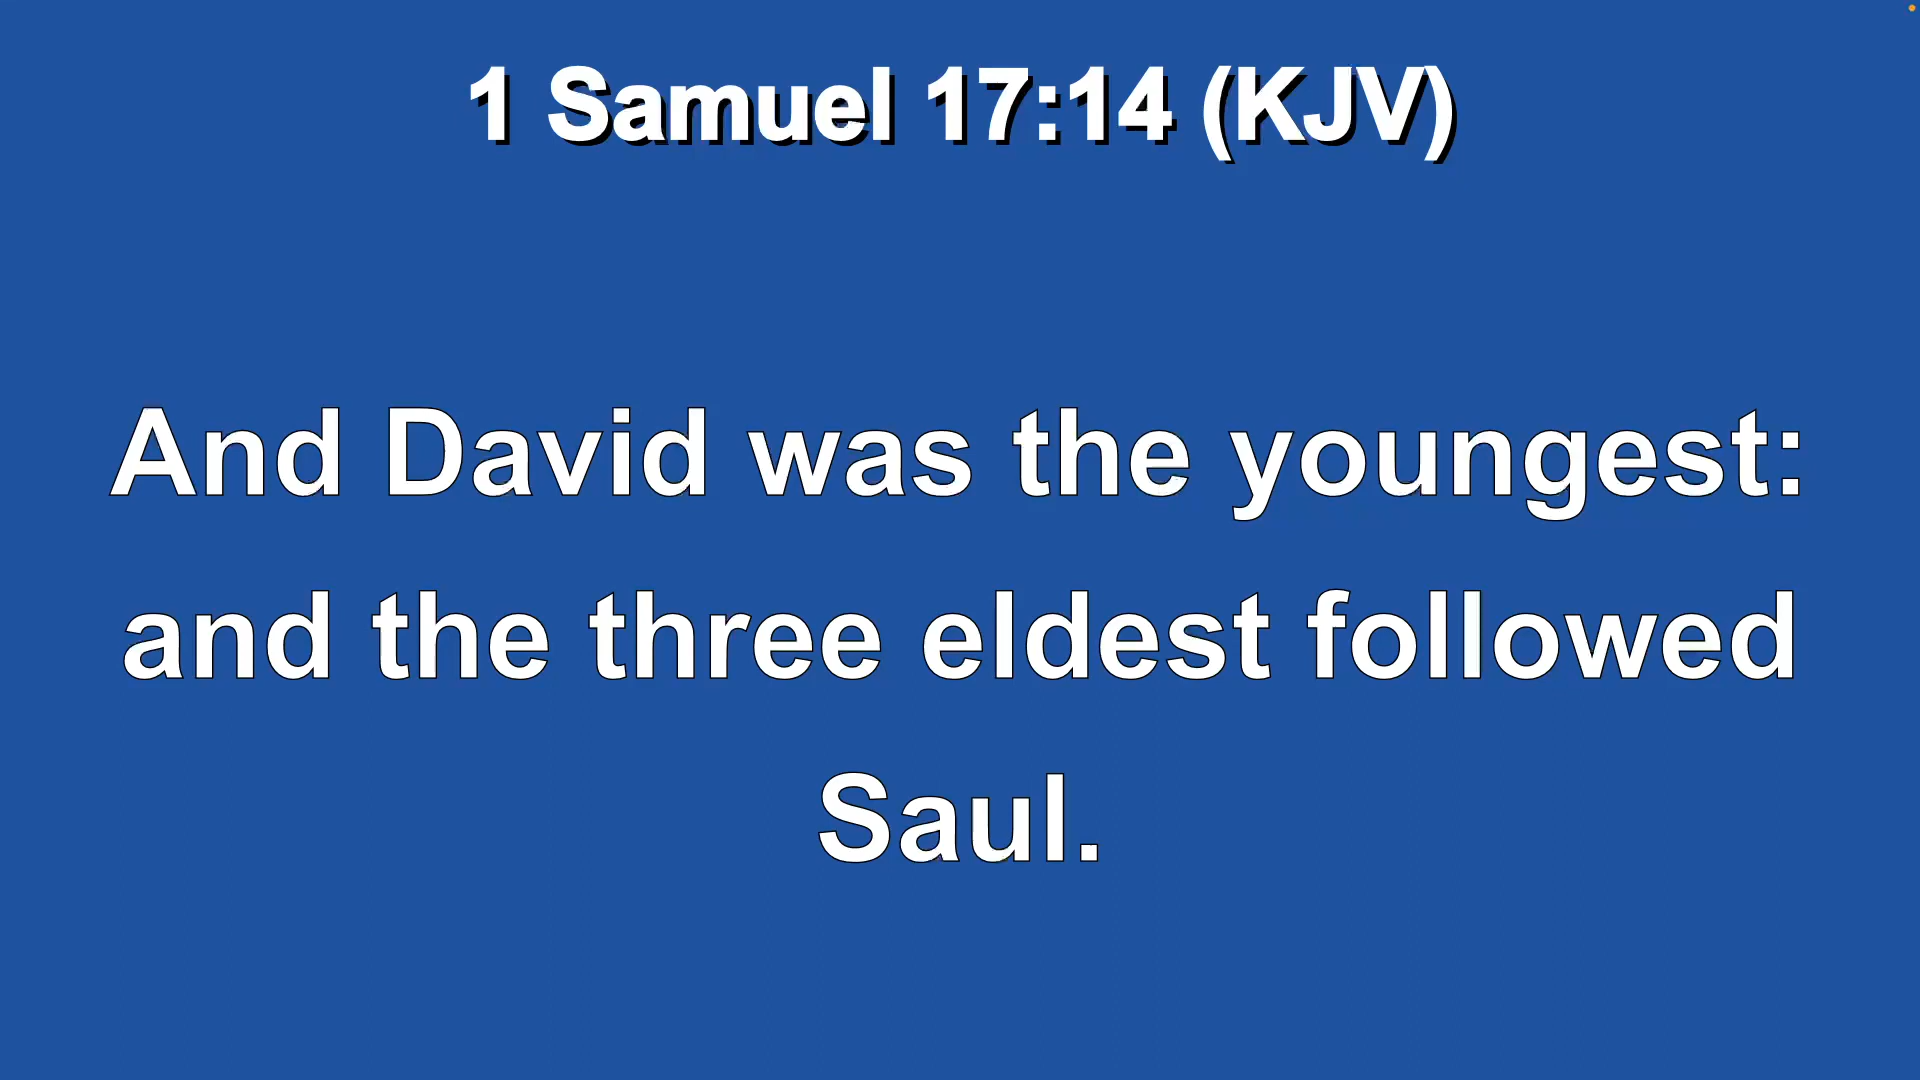 1 Samuel 17:14 (KJV)
And David was the youngest:
and the three eldest followed
Saul.